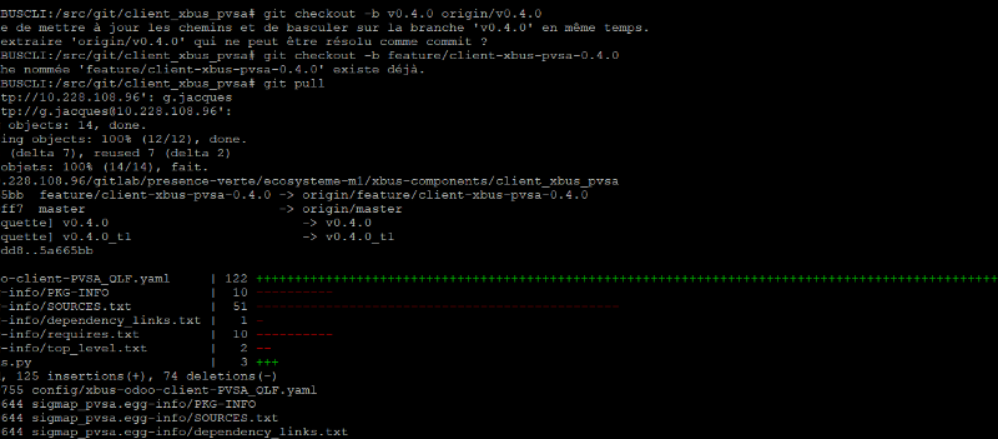 BUSCLI:/src/git/client_xbus_pvsa# git checkout -b v0.4.0 origin/v0.4.0
e de mettre à jour les chemins et de basculer sur la branche 'v0.4.0' en même temps.
extraire 'origin/v0.4.0' qui ne peut être résolu comme commit ?
BUSCLI:/src/git/client_xbus_pvsa# git checkout -b feature/client-xbus-pvsa-0.4.0
he nommée 'feature/client-xbus-pvsa-0.4.0' existe déjà.
BUSCLI:/src/git/client_xbus_pvsa# git pull
tp://10.228.108.96': g.jacques
tp://g.jacques@10.228.108.96':
objects: 14, done.
ing objects: 100% (12/12), done.
(delta 7), reused 7 (delta 2)
objets: 100% (14/14), fait.
.228.108.96/gitlab/presence-verte/ecosysteme-m1/xbus-components/client_xbus_pvsa
5bb  feature/client-xbus-pvsa-0.4.0 -> origin/feature/client-xbus-pvsa-0.4.0
ff7  master -> origin/master
quette] v0.4.0 -> v0.4.0
quette] v0.4.0_t1 -> v0.4.0_t1
dd8..5a665bb
o-client-PVSA_OLF.yaml | 122 ++++++++++++++++++++++++++++++++++++++++++++++++++++++++++++++++++++++++++++++++++++++++++++++++
-info/PKG-INFO | 10 ----------
-info/SOURCES.txt | 51 -----------------------------------------------
-info/dependency_links.txt | 1 -
-info/requires.txt | 10 ----------
-info/top_level.txt | 2 --
s.py | 3 +++
, 125 insertions(+), 74 deletions(-)
755 config/xbus-odoo-client-PVSA_OLF.yaml
644 sigmap_pvsa.egg-info/PKG-INFO
644 sigmap_pvsa.egg-info/SOURCES.txt
644 sigmap_pvsa.egg-info/dependency_links.txt